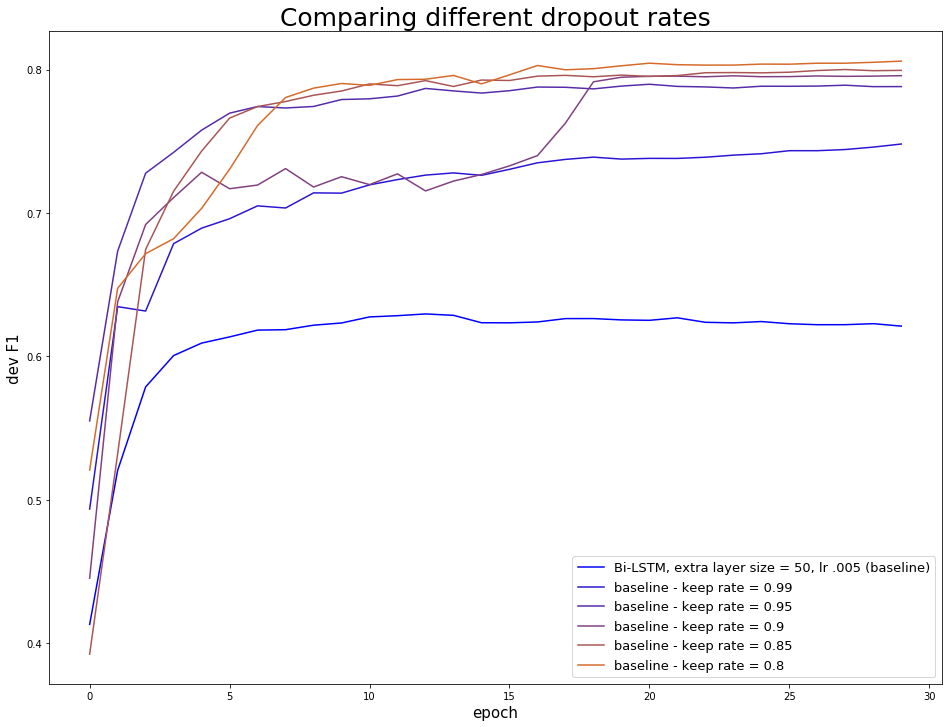 Comparing different dropout rates
dev F1
0.8
0.7
0.6
0.5
0.4
Bi-LSTM, extra layer size = 50, lr .005 (baseline)
baseline - keep rate = 0.99
baseline - keep rate = 0.95
baseline - keep rate = 0.9
baseline - keep rate = 0.85
baseline - keep rate = 0.8
0 5 10 15 20 25 30
epoch